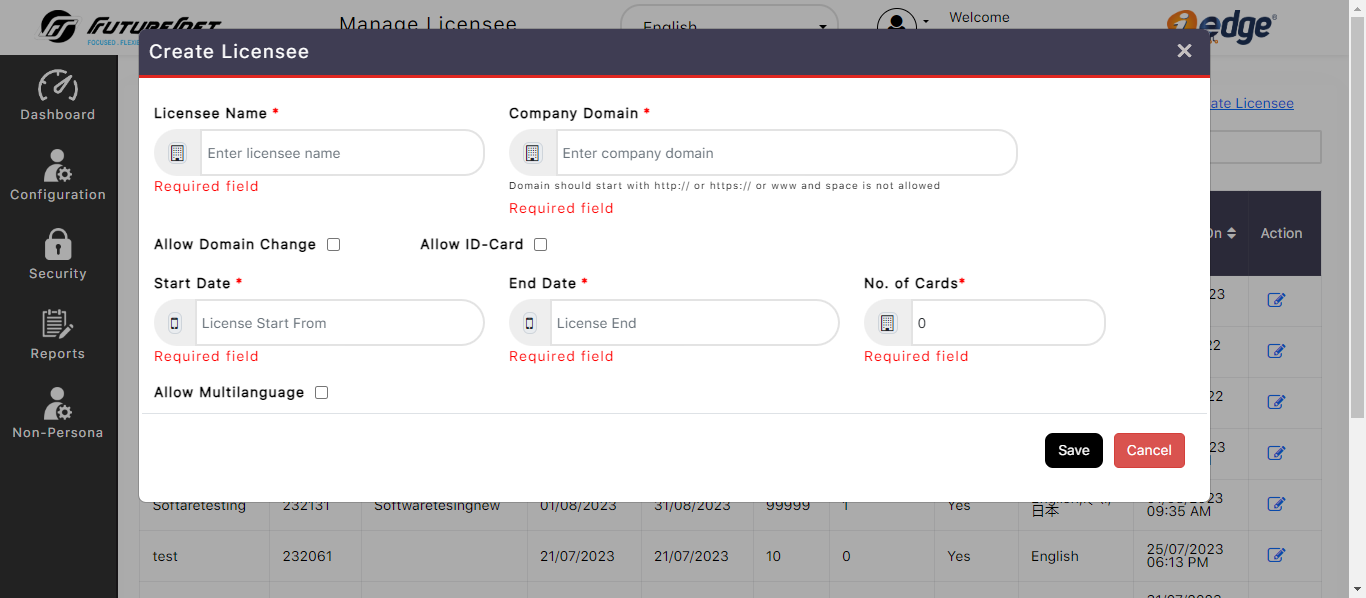 FUTURENET
Manage Licensee
English
Welcome
i edge
FOCUSED . FLEXI
Create Licensee
ate Licensee
Licensee Name *
Company Domain *
Enter licensee name
Enter company domain
Required field
Domain should start with http:// or https:// or www and space is not allowed
Required field
Allow Domain Change
Allow ID-Card
Start Date *
End Date *
No. of Cards*
License Start From
License End
0
Required field
Required field
Required field
Allow Multilanguage
Save
Cancel
Dashboard
Configuration
Security
Reports
Non-Persona
On
Action
23
22
22
23
Softaretesting
232131
Softwaretesingnew
01/08/2023
31/08/2023
99999
1
Yes
日本
09:35 AM
test
232061
21/07/2023
21/07/2023
10
0
Yes
English
25/07/2023
06:13 PM